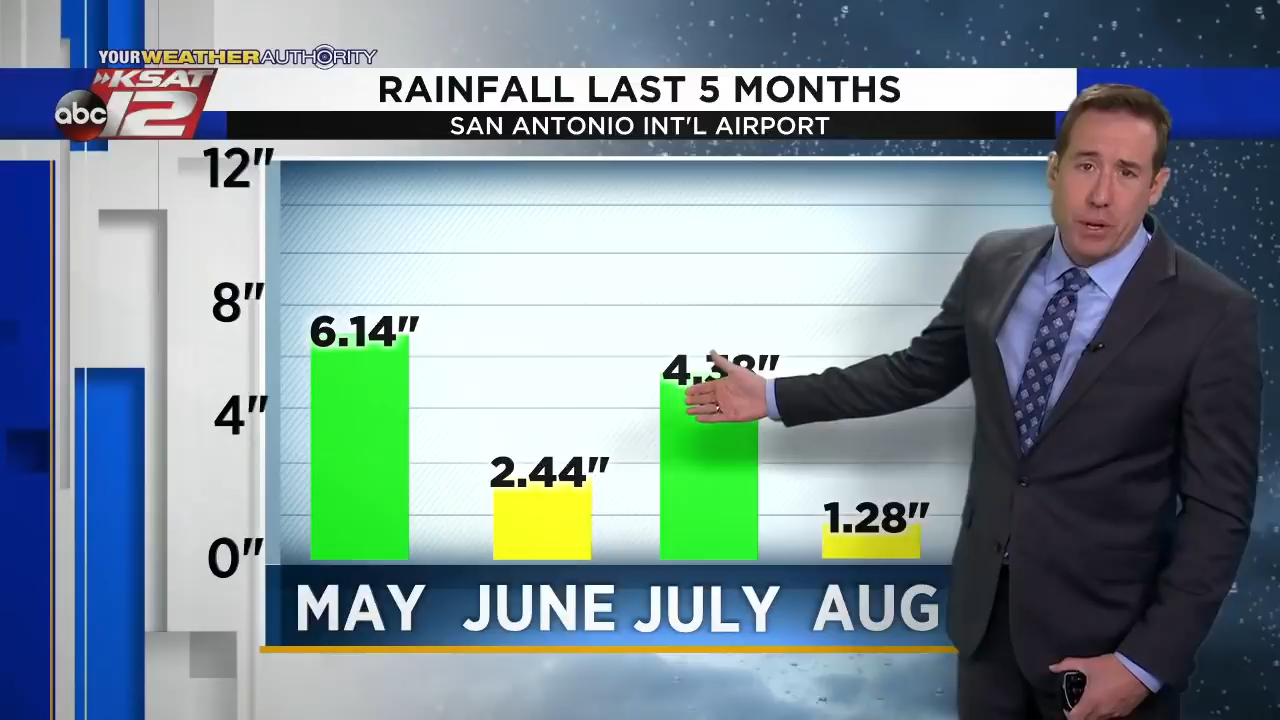 YOUR WEATHER AUTHORITY
KSAT
abc 12
RAINFALL LAST 5 MONTHS
SAN ANTONIO INT'L AIRPORT
12"
8"
4"
0"
6.14"
2.44"
1.28"
MAY JUNE JULY AUG